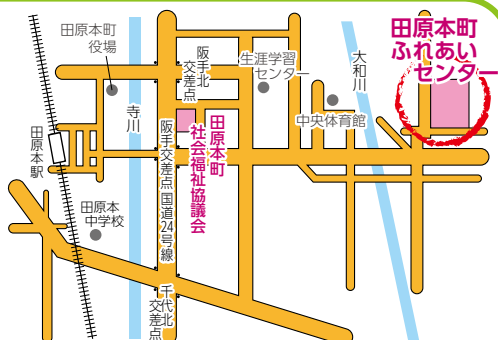 田原本町
役場
阪手北
交差点
生涯学習
センター
大和川
田原本町
ふれあい
センター
寺川
中央体育館
田原本駅
阪手交差点
国道24号線
田原本町
社会福祉協議会
田原本
中学校
千代北
交差点